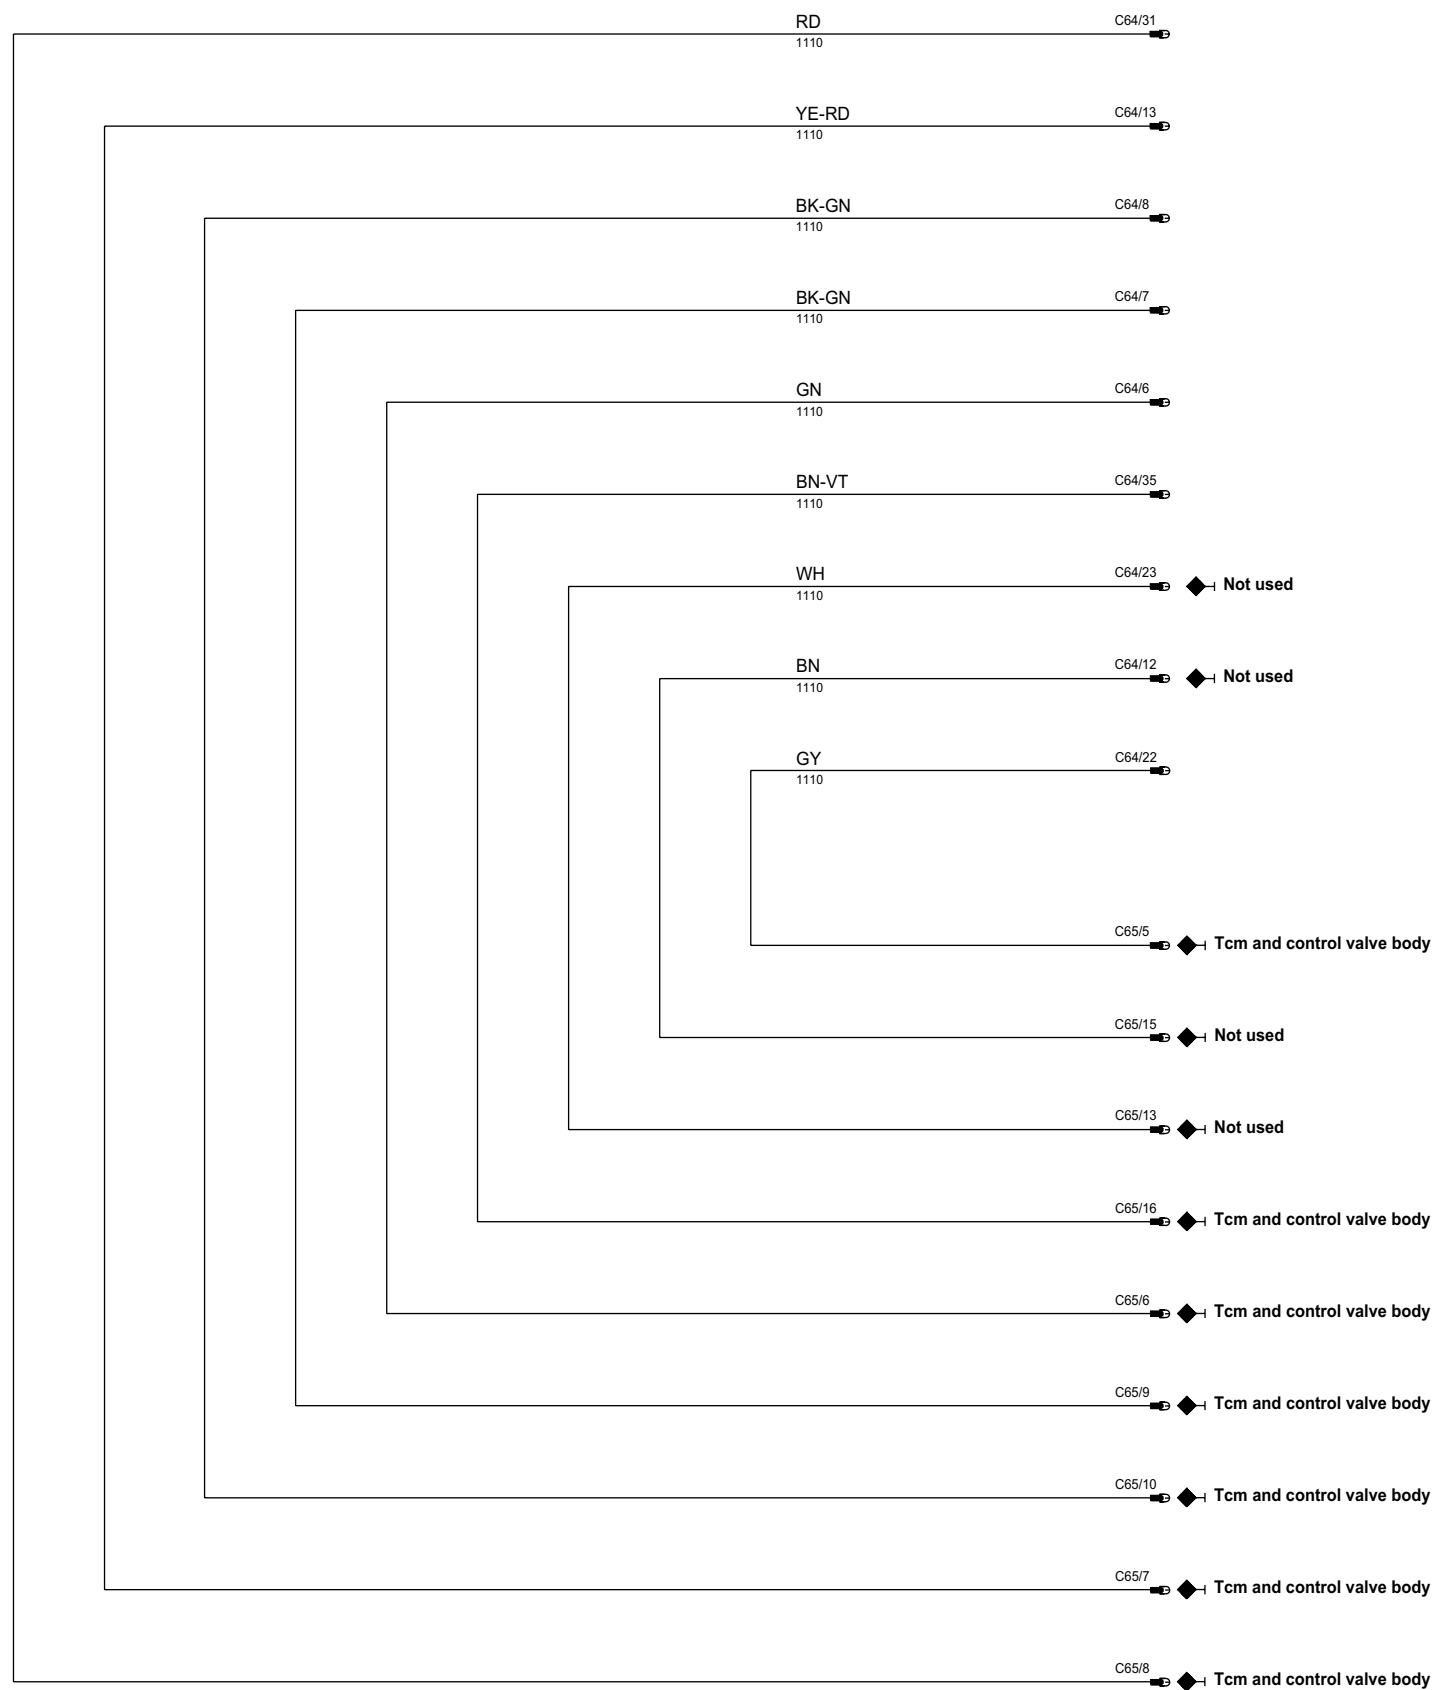 RD C64/31
1110
YE-RD C64/13
1110
BK-GN C64/8
1110
BK-GN C64/7
1110
GN C64/6
1110
BN-VT C64/35
1110
WH C64/23
1110 Not used
BN C64/12
1110 Not used
GY C64/22
1110
C65/5
Tcm and control valve body
C65/15
Not used
C65/13
Not used
C65/16
Tcm and control valve body
C65/6
Tcm and control valve body
C65/9
Tcm and control valve body
C65/10
Tcm and control valve body
C65/7
Tcm and control valve body
C65/8
Tcm and control valve body